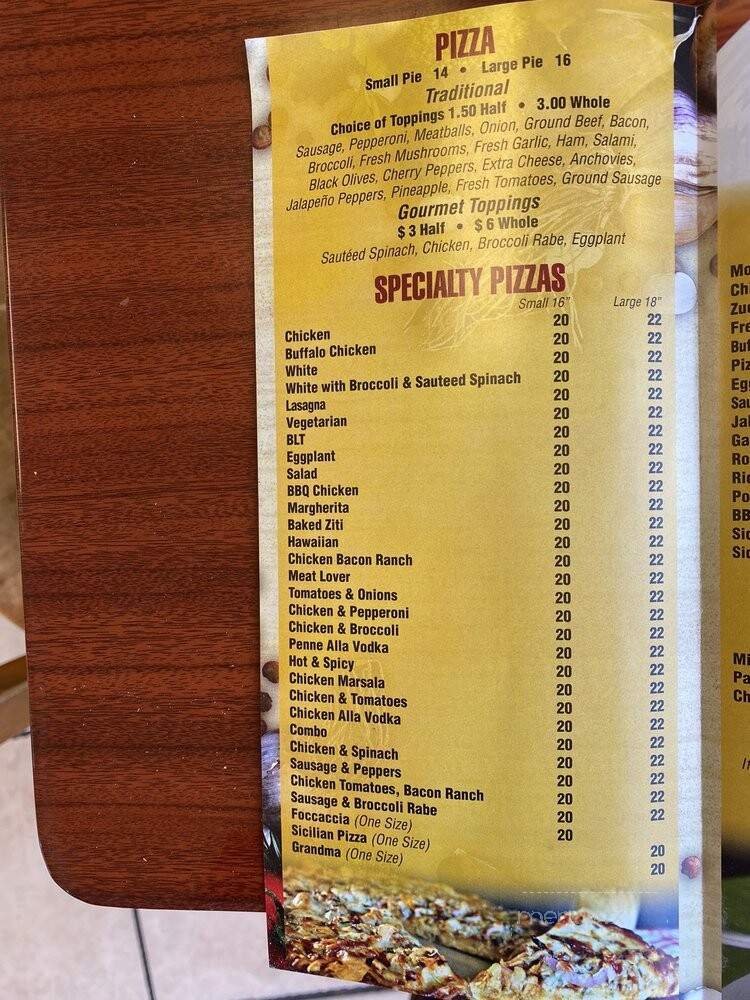 PIZZA
Small Pie 14 • Large Pie 16
Traditional
Choice of Toppings 1.50 Half • 3.00 Whole
Sausage, Pepperoni, Meatballs, Onion, Ground Beef, Bacon,
Broccoli, Fresh Mushrooms, Fresh Garlic, Ham, Salami,
Black Olives, Cherry Peppers, Extra Cheese, Anchovies,
Jalapeño Peppers, Pineapple, Fresh Tomatoes, Ground Sausage
Gourmet Toppings
$3 Half • $6 Whole
Sautéed Spinach, Chicken, Broccoli Rabe, Eggplant
SPECIALTY PIZZAS
Small 16" Large 18"
Chicken 20 22
Buffalo Chicken 20 22
White 20 22
White with Broccoli & Sauteed Spinach 20 22
Lasagna 20 22
Vegetarian 20 22
BLT 20 22
Eggplant 20 22
Salad 20 22
BBQ Chicken 20 22
Margherita 20 22
Baked Ziti 20 22
Hawaiian 20 22
Chicken Bacon Ranch 20 22
Meat Lover 20 22
Tomatoes & Onions 20 22
Chicken & Pepperoni 20 22
Chicken & Broccoli 20 22
Penne Alla Vodka 20 22
Hot & Spicy 20 22
Chicken Marsala 20 22
Chicken & Tomatoes 20 22
Chicken Alla Vodka 20 22
Combo 20 22
Chicken & Spinach 20 22
Sausage & Peppers 20 22
Chicken Tomatoes, Bacon Ranch 20 22
Sausage & Broccoli Rabe 20 22
Foccaccia (One Size) 20
Sicilian Pizza (One Size) 20
Grandma (One Size) 20